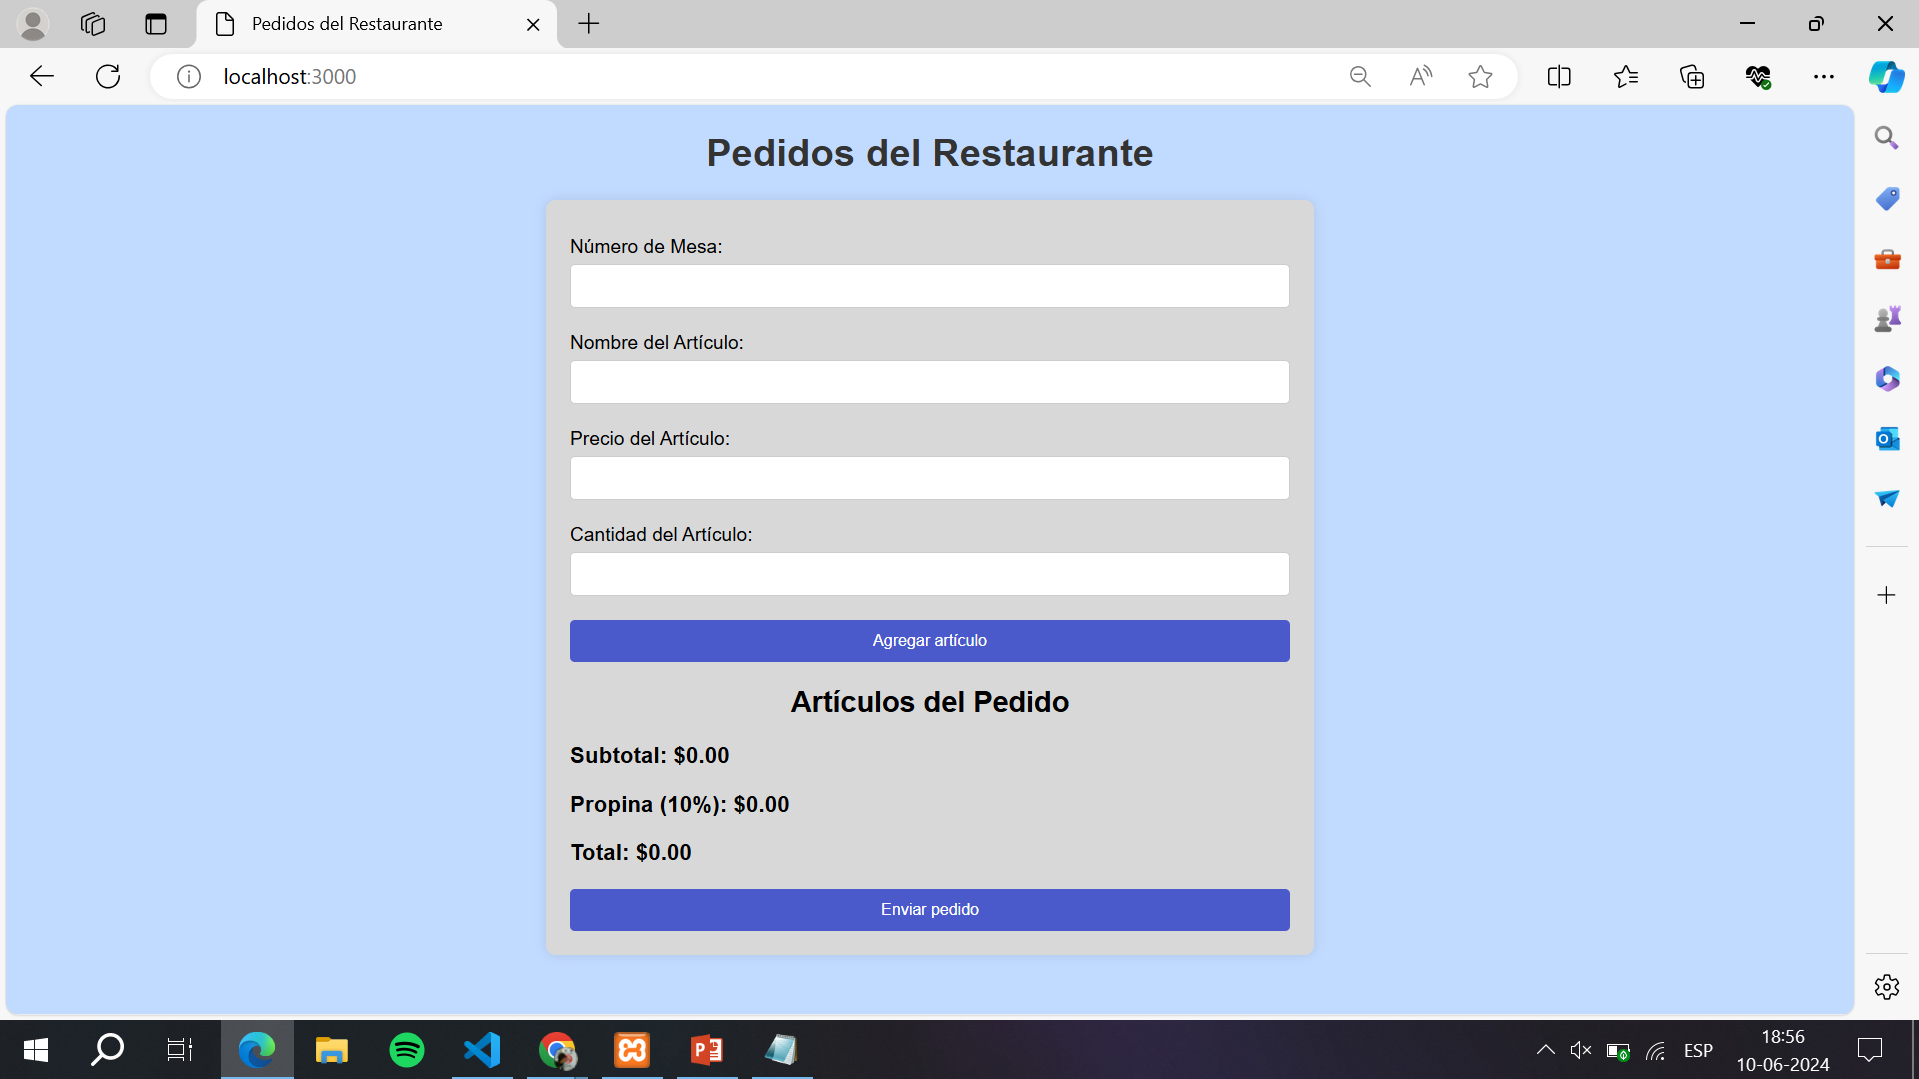 Pedidos del Restaurante
localhost:3000
Pedidos del Restaurante
Número de Mesa:
Nombre del Artículo:
Precio del Artículo:
Cantidad del Artículo:
Agregar artículo
Artículos del Pedido
Subtotal: $0.00
Propina (10%): $0.00
Total: $0.00
Enviar pedido
ESP
18:56
10-06-2024